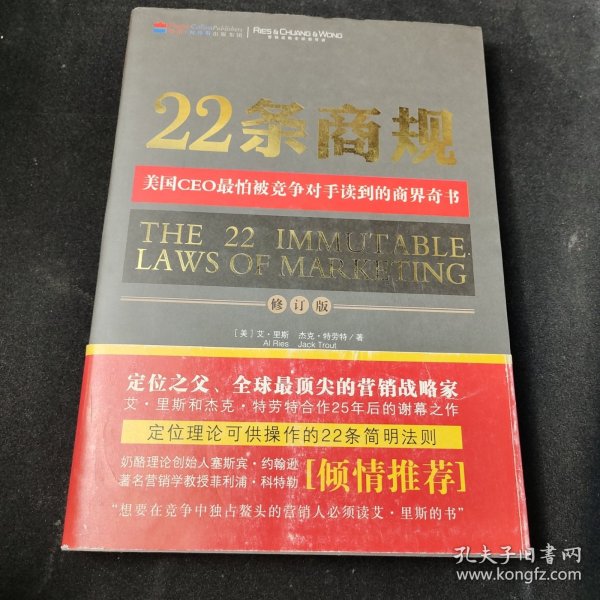 CollinsPublishers
RIES & CHUANG & WONG
22条商规
美国CEO最怕被竞争对手读到的商界奇书
THE 22 IMMUTABLE
LAWS OF MARKETING
修订版
[美]艾·里斯 杰克·特劳特/著
Al Ries Jack Trout
定位之父、全球最顶尖的营销战略家
艾·里斯和杰克·特劳特合作25年后的谢幕之作
定位理论可供操作的22条简明法则
奶酪理论创始人塞斯宾·约翰逊
著名营销学教授菲利浦·科特勒
[倾情推荐]
“想要在竞争中独占鳌头的营销人必须读艾·里斯的书”
孔夫子旧书网
www.kongfz.com